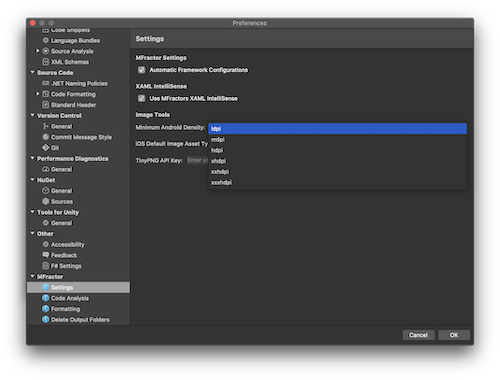 Preferences
Code Snippets
Language Bundles
Source Analysis
XML Schemas
Source Code
.NET Naming Policies
Code Formatting
Standard Header
Version Control
General
Commit Message Style
Git
Performance Diagnostics
General
NuGet
General
Sources
Tools for Unity
General
Other
Accessibility
Feedback
F# Settings
MFractor
Settings
Code Analysis
Formatting
Delete Output Folders
Settings
MFractor Settings
Automatic Framework Configurations
XAML IntelliSense
Use MFractors XAML IntelliSense
Image Tools
Minimum Android Density:
ldpi
mdpi
hdpi
xhdpi
xxhdpi
xxxhdpi
iOS Default Image Asset Ty
TinyPNG API Key:
Enter yo
Cancel
OK